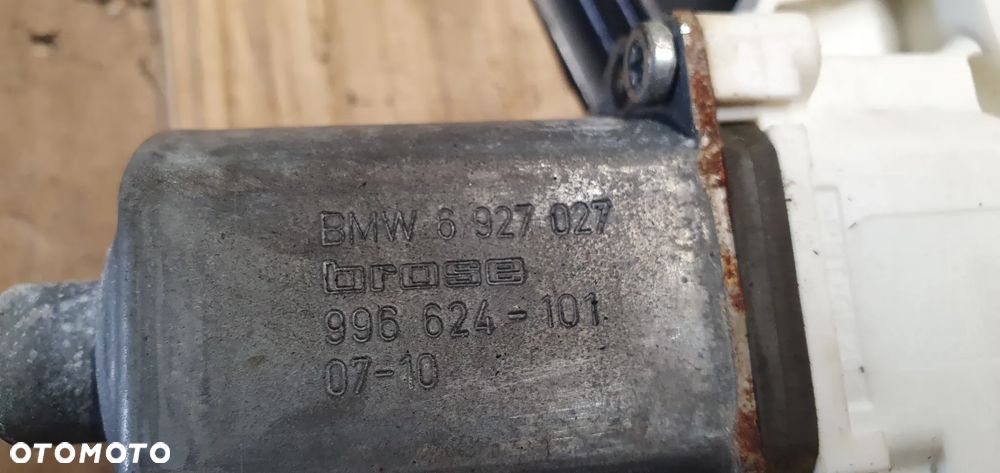 BMW 6 927 027
brose
996 624-101
07-10
OTOMOTO